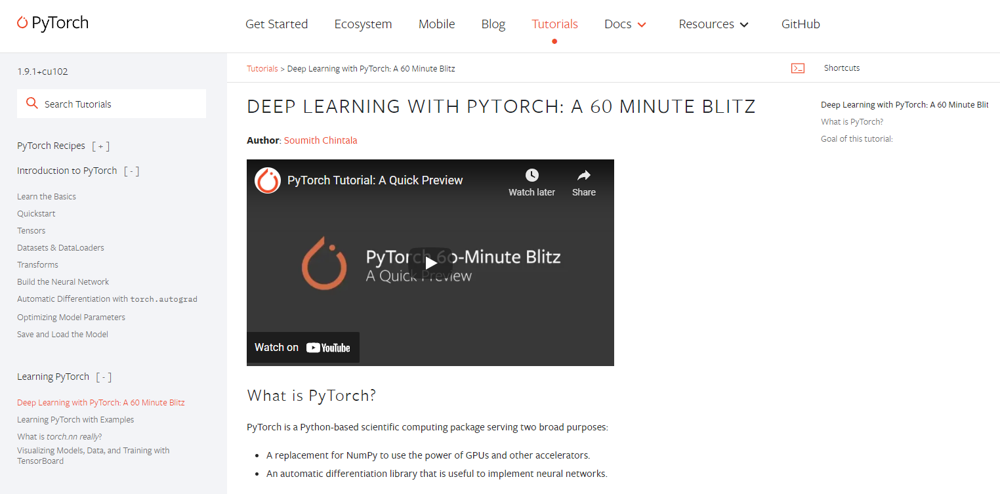 PyTorch
Get Started
Ecosystem
Mobile
Blog
Tutorials
Docs
Resources
GitHub
1.9.1+cu102
Search Tutorials
PyTorch Recipes [ + ]
Introduction to PyTorch [ - ]
Learn the Basics
Quickstart
Tensors
Datasets & DataLoaders
Transforms
Build the Neural Network
Automatic Differentiation with torch.autograd
Optimizing Model Parameters
Save and Load the Model
Learning PyTorch [ - ]
Deep Learning with PyTorch: A 60 Minute Blitz
Learning PyTorch with Examples
What is torch.nn really?
Visualizing Models, Data, and Training with
TensorBoard
Tutorials > Deep Learning with PyTorch: A 60 Minute Blitz
Shortcuts
DEEP LEARNING WITH PYTORCH: A 60 MINUTE BLITZ
Author: Soumith Chintala
PyTorch Tutorial: A Quick Preview
Watch later
Share
PyTorch 60-Minute Blitz
A Quick Preview
Watch on YouTube
What is PyTorch?
PyTorch is a Python-based scientific computing package serving two broad purposes:
• A replacement for NumPy to use the power of GPUs and other accelerators.
• An automatic differentiation library that is useful to implement neural networks.
Deep Learning with PyTorch: A 60 Minute Blit
What is PyTorch?
Goal of this tutorial: